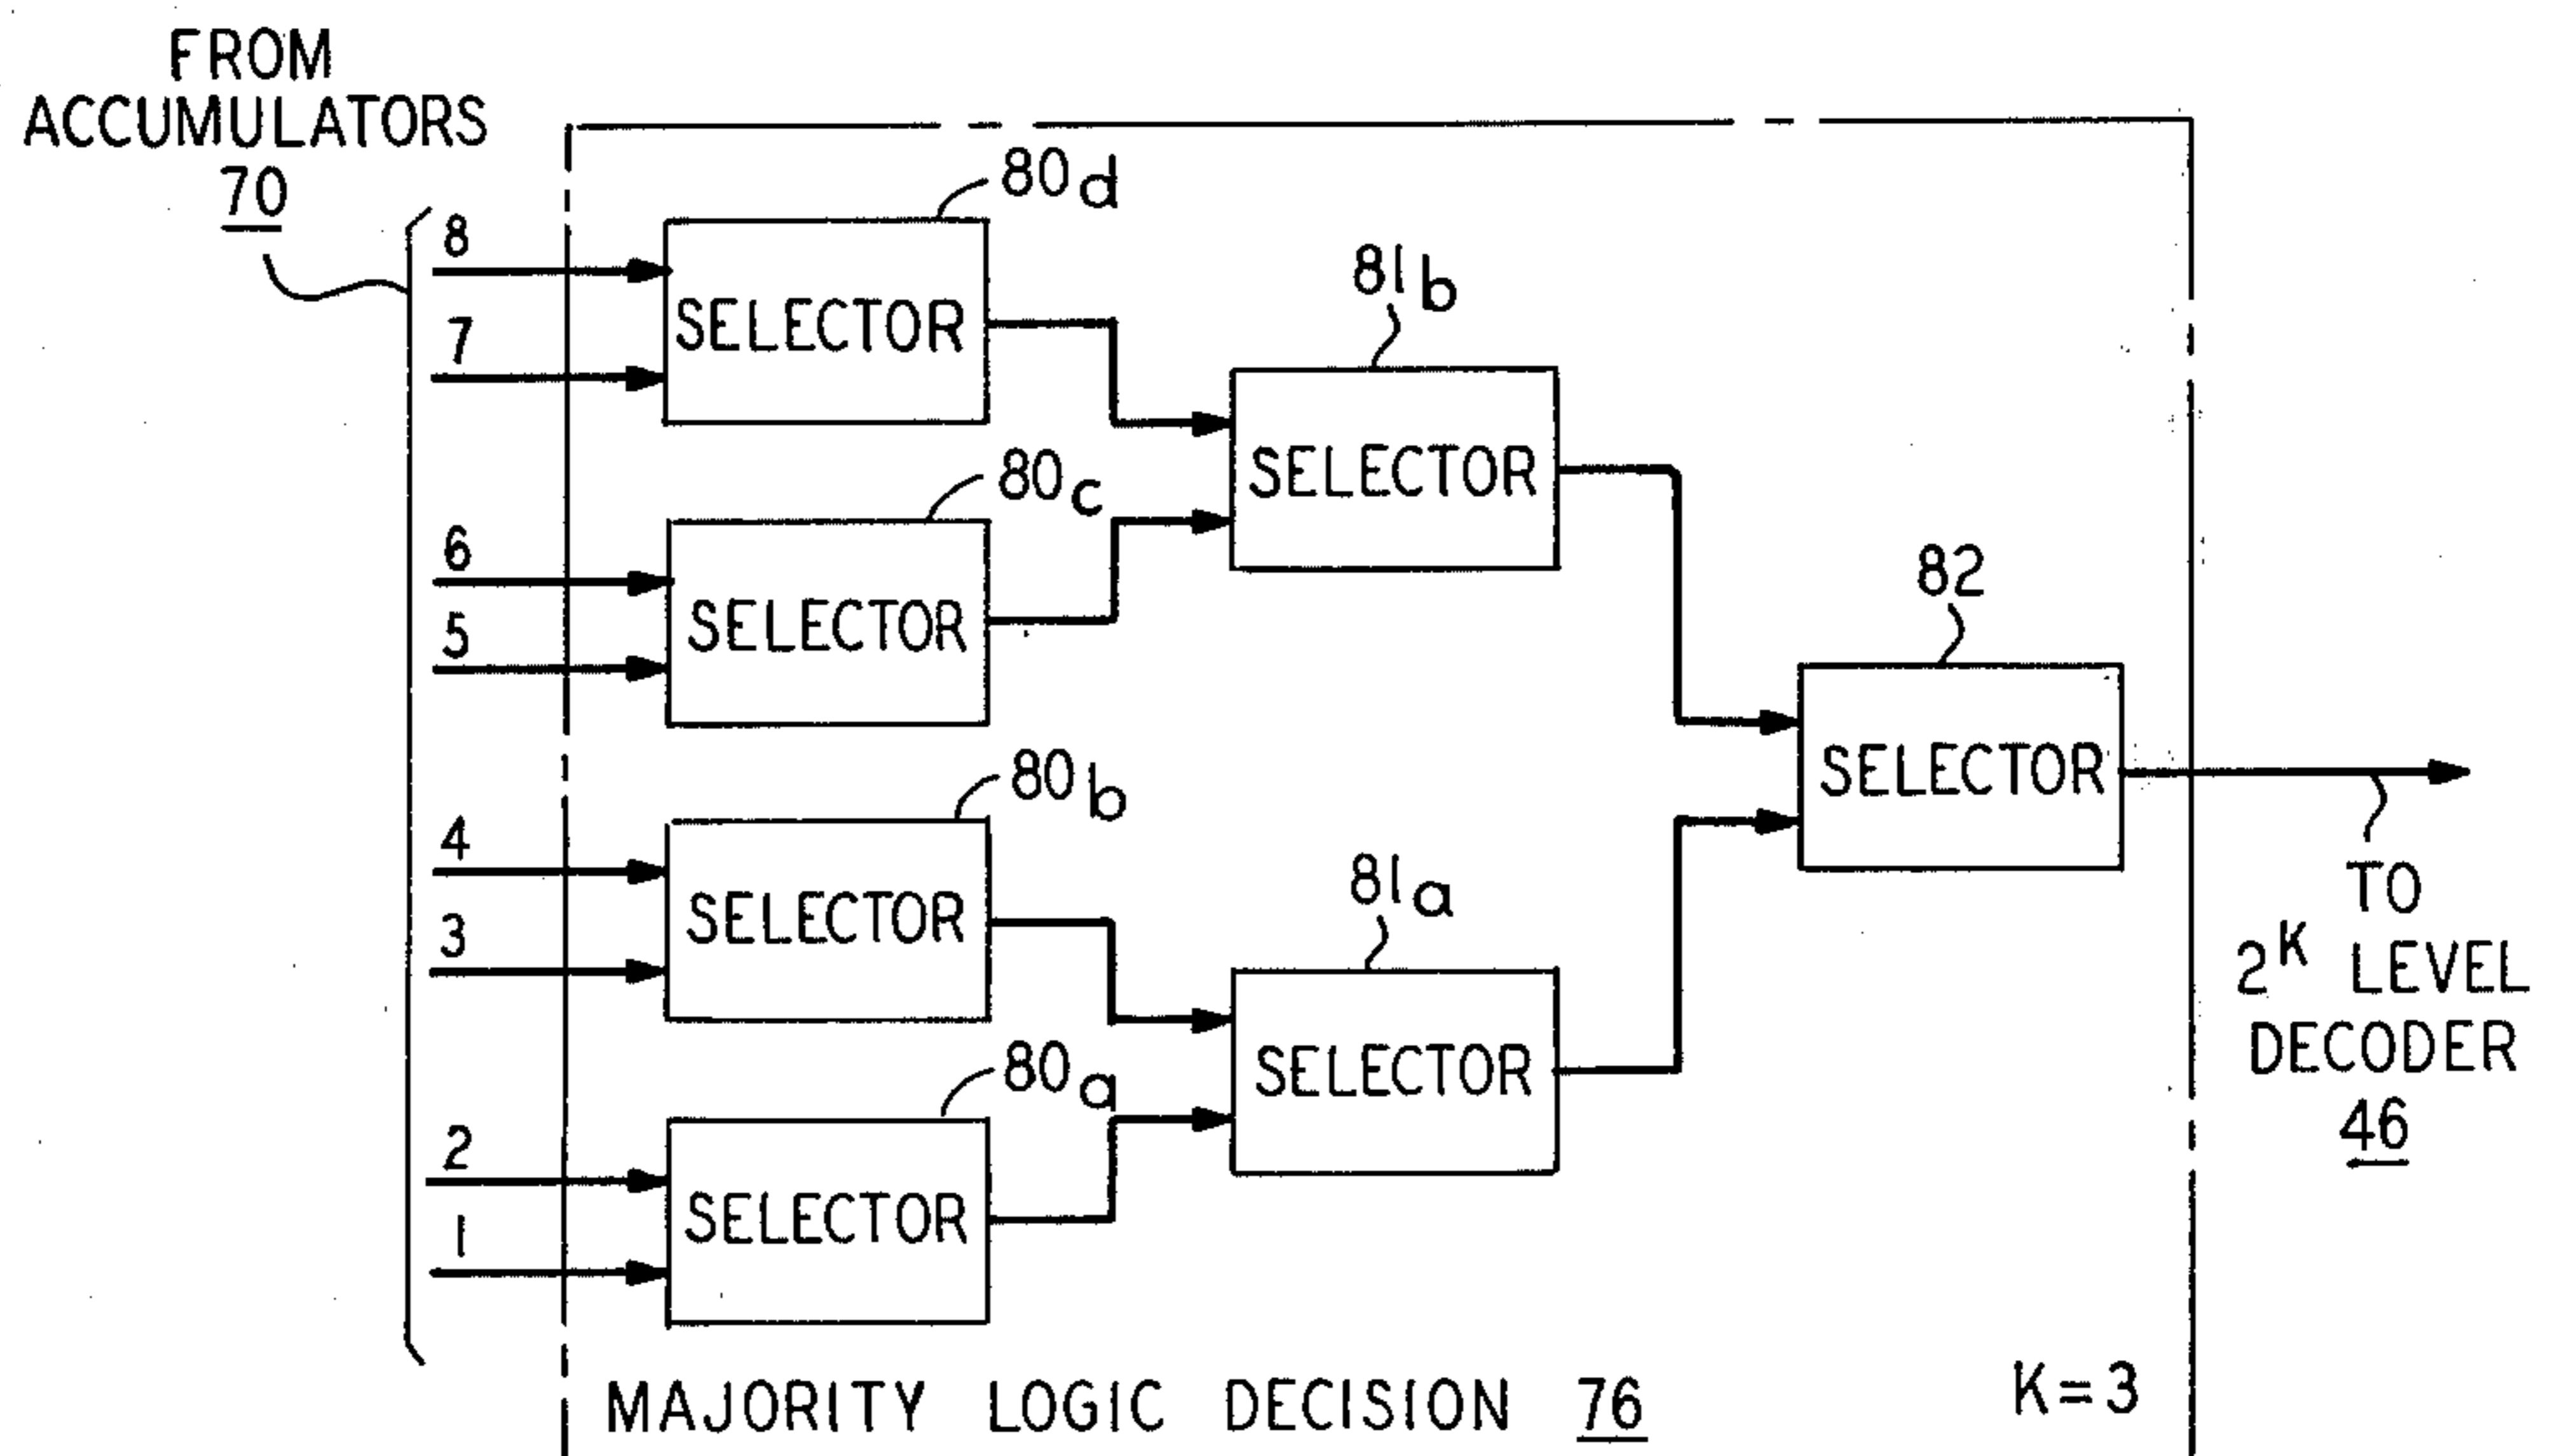 FROM
ACCUMULATORS
70
8
7
6
5
4
3
2
1
80d
SELECTOR
80c
SELECTOR
80b
SELECTOR
80a
SELECTOR
81b
SELECTOR
81a
SELECTOR
82
SELECTOR
TO
2^K LEVEL
DECODER
46
MAJORITY LOGIC DECISION 76
K=3